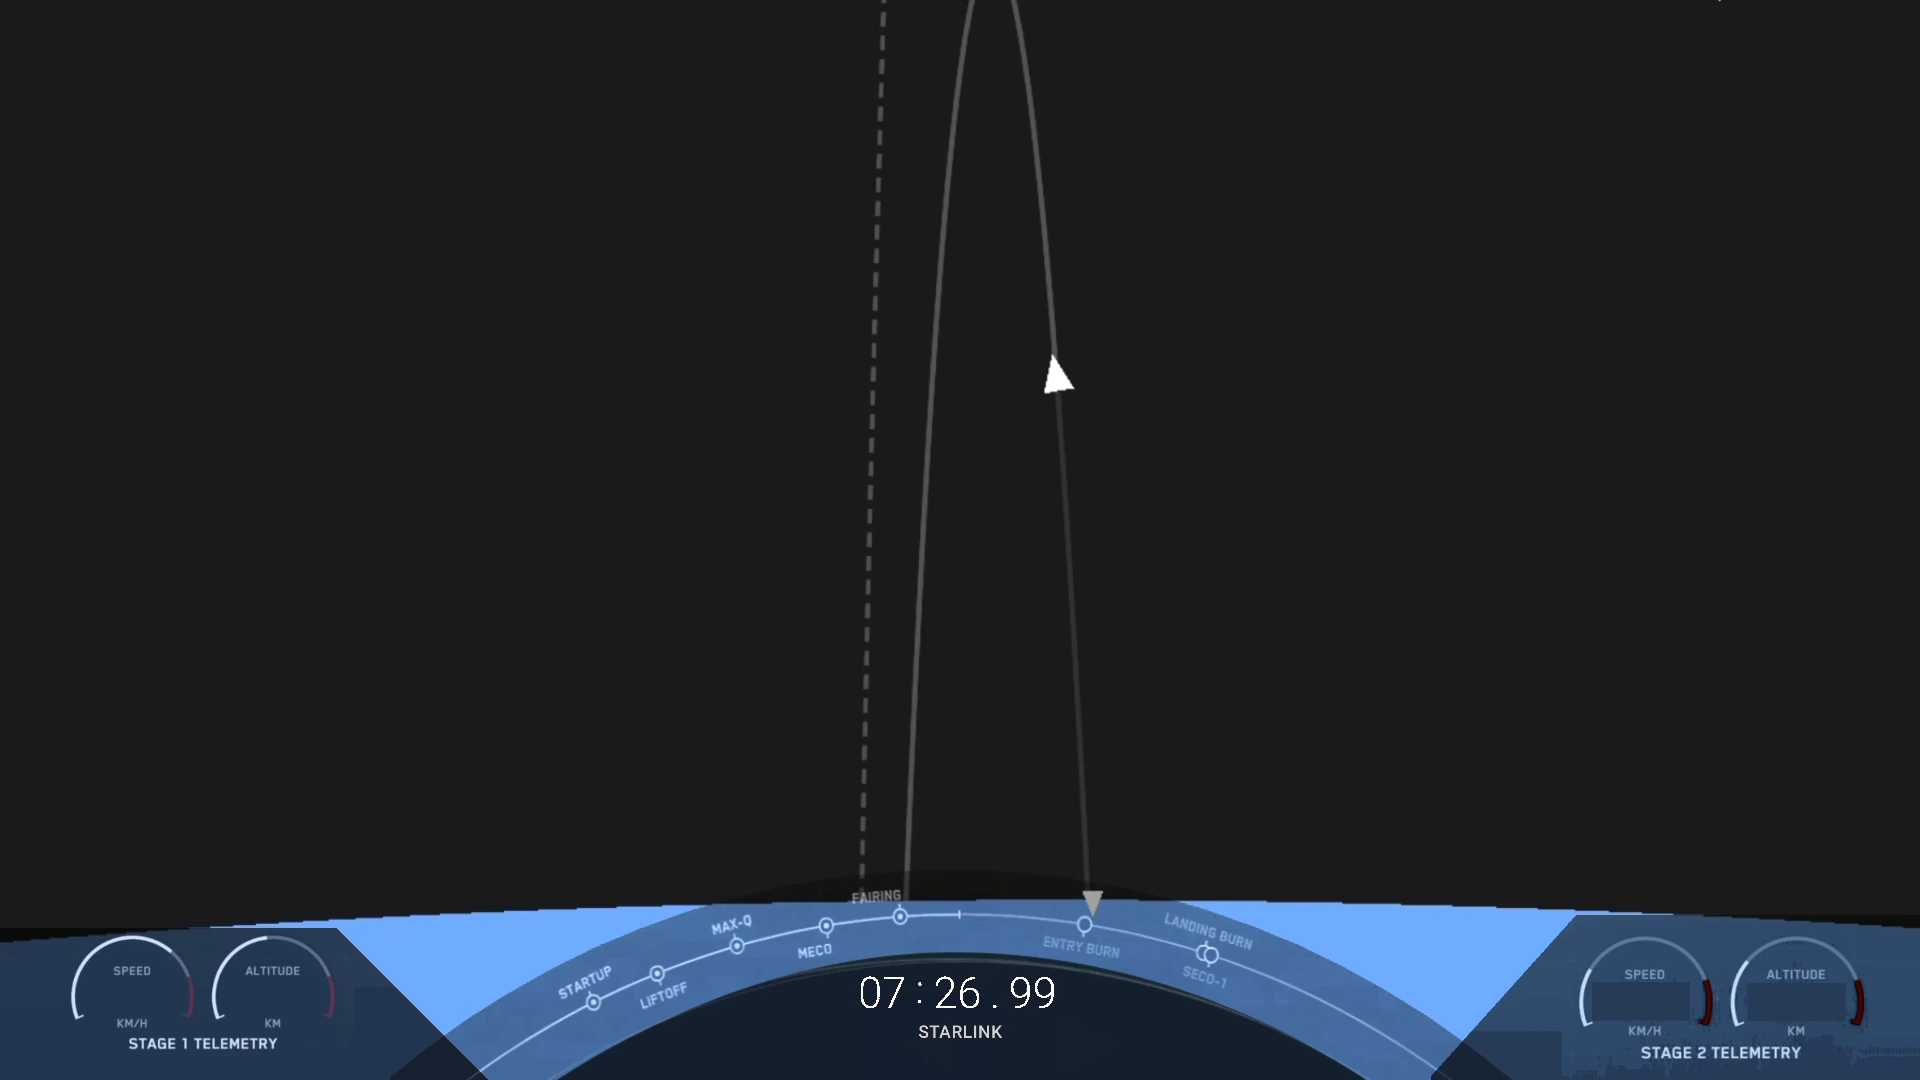 FAIRING
MAX-Q
LANDING BURN
MECO
ENTRY BURN
STARTUP
LIFTOFF
SECO-1
SPEED
ALTITUDE
KM/H
KM
STAGE 1 TELEMETRY
07:26.99
STARLINK
SPEED
ALTITUDE
KM/H
KM
STAGE 2 TELEMETRY